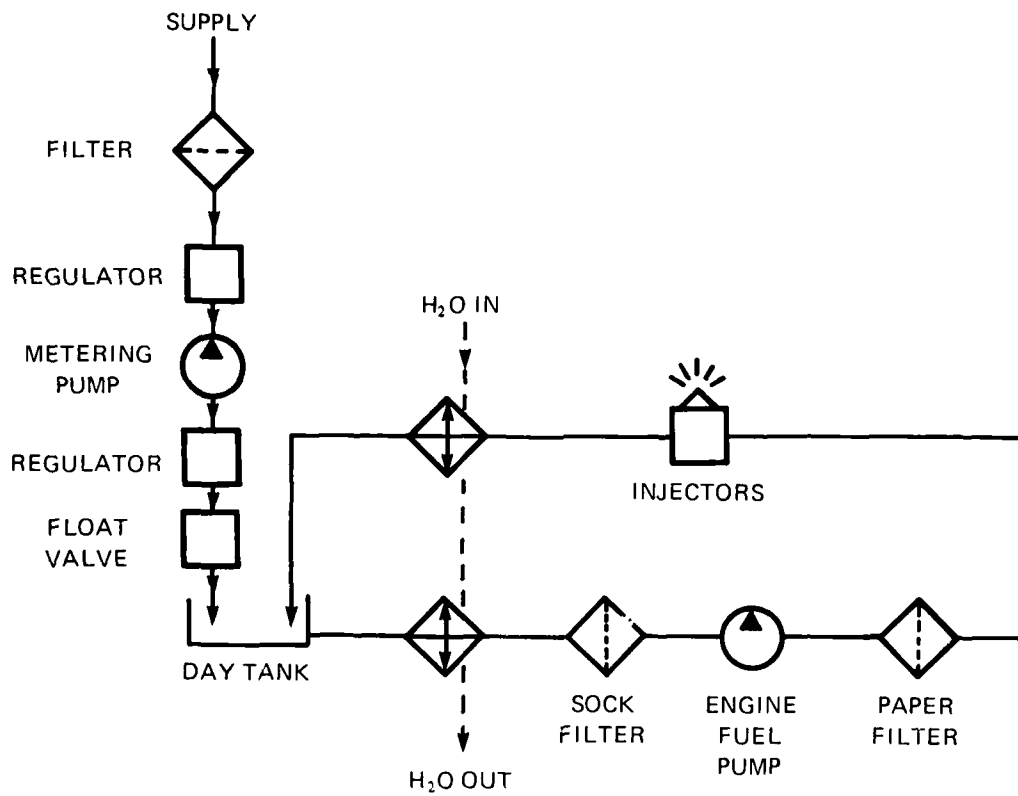 SUPPLY
FILTER
REGULATOR
H₂O IN
METERING
PUMP
REGULATOR
INJECTORS
FLOAT
VALVE
DAY TANK
SOCK
FILTER
ENGINE
FUEL
PUMP
PAPER
FILTER
H₂O OUT